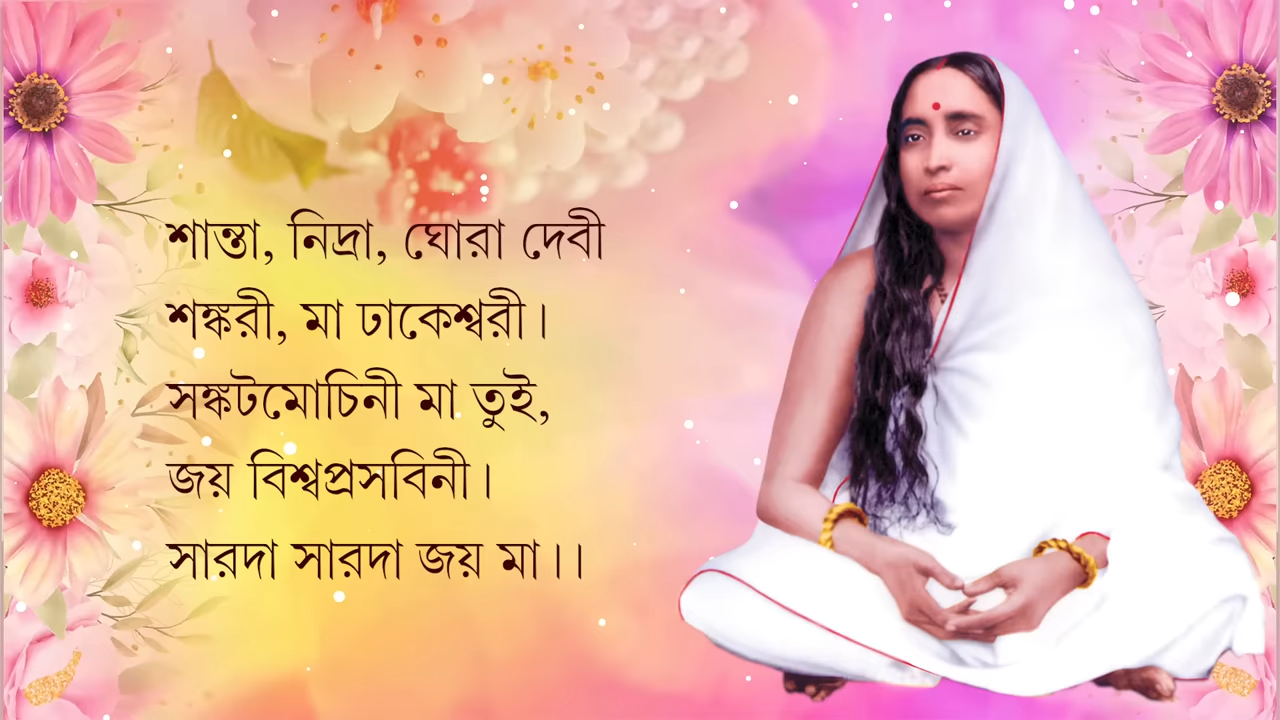 শান্তা, নিদ্রা, ঘোরা দেবী
শঙ্করী, মা ঢাকেশ্বরী।
সঙ্কটমোচিনী মা তুই,
জয় বিশ্বপ্রসবিনী।
সারদা সারদা জয় মা।।